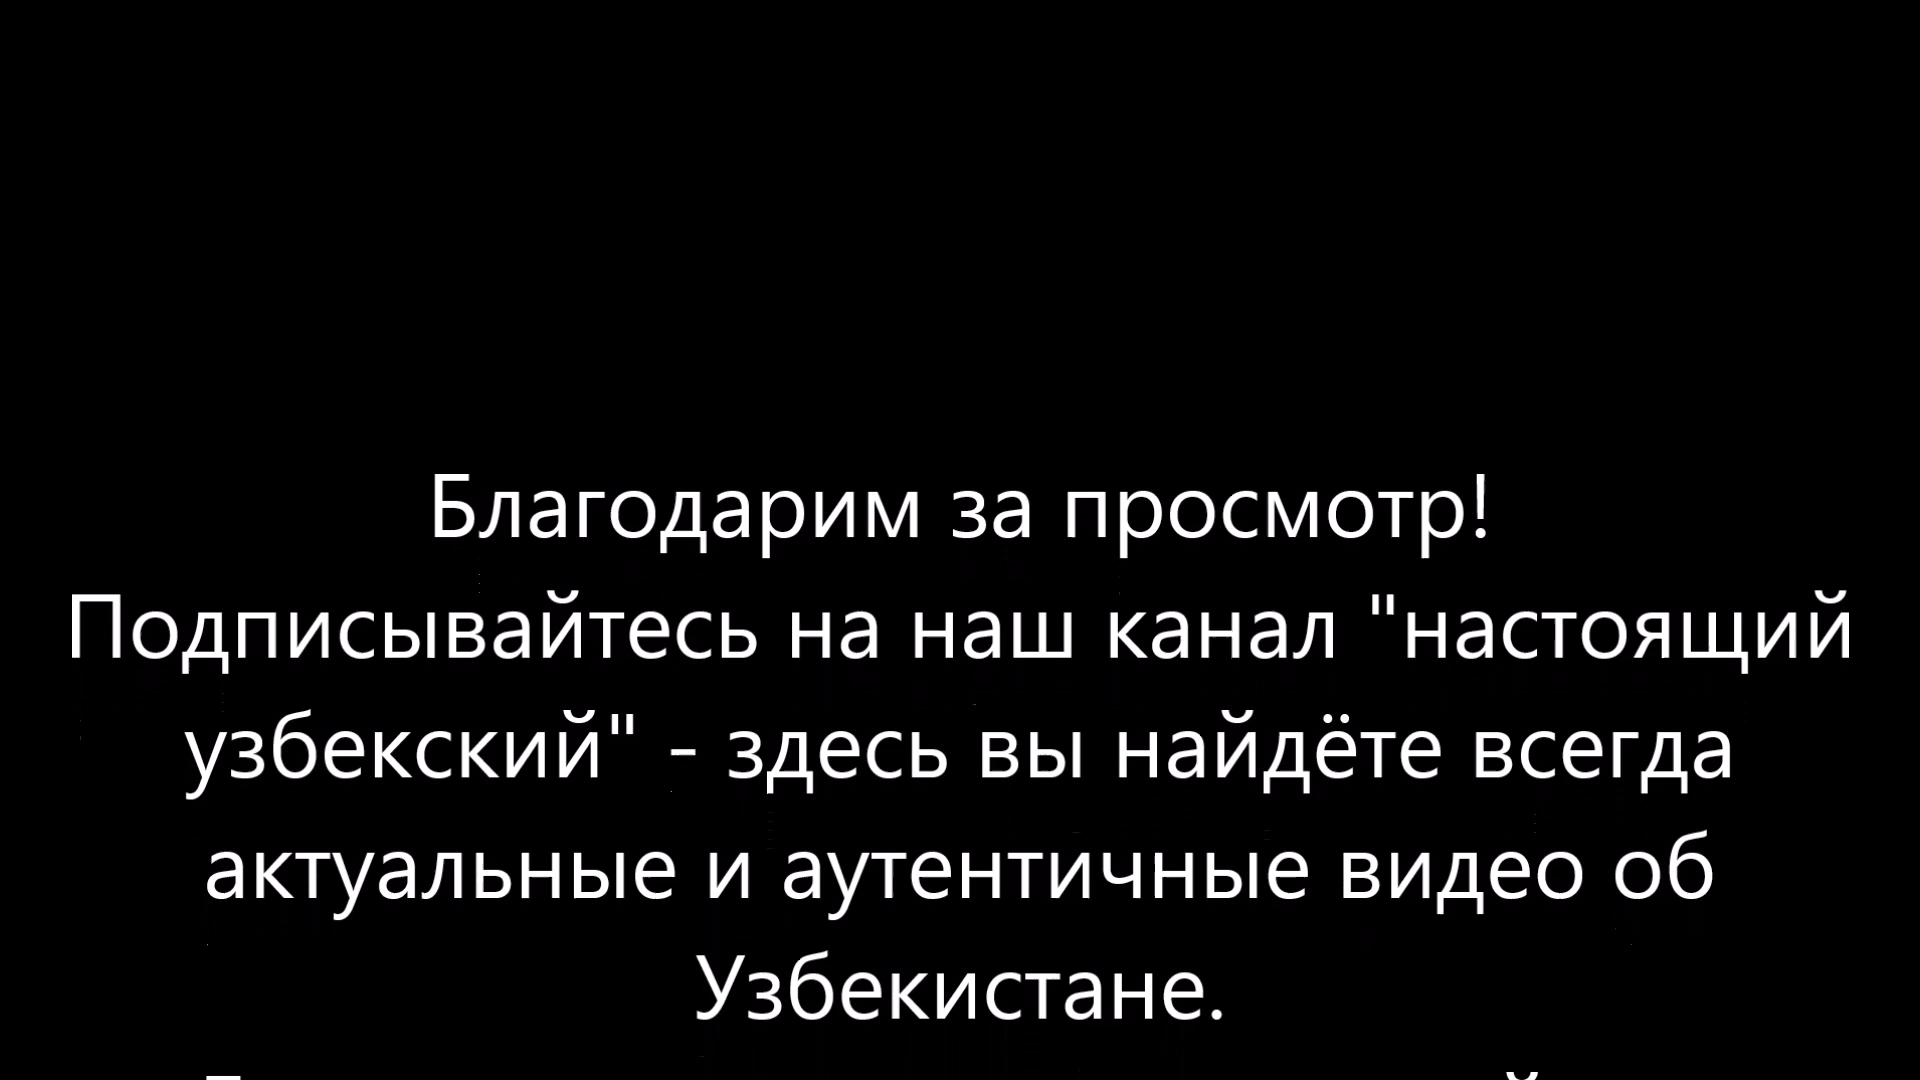 Благодарим за просмотр!
Подписывайтесь на наш канал "настоящий
узбекский" - здесь вы найдёте всегда
актуальные и аутентичные видео об
Узбекистане.